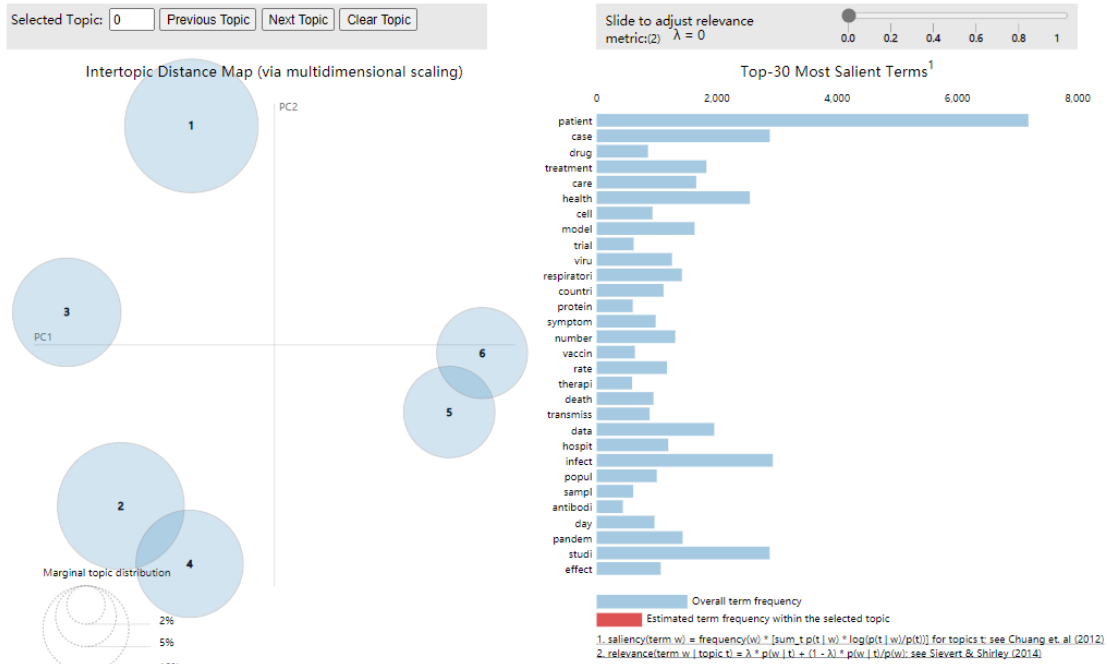 Selected Topic: 0 Previous Topic Next Topic Clear Topic
Slide to adjust relevance
metric:(2) λ = 0
0.0 0.2 0.4 0.6 0.8 1
Intertopic Distance Map (via multidimensional scaling)
PC2
PC1
1
3
6
5
2
4
Marginal topic distribution
2%
5%
Top-30 Most Salient Terms1
0 2,000 4,000 6,000 8,000
patient
case
drug
treatment
care
health
cell
model
trial
viru
respiratori
countri
protein
symptom
number
vaccin
rate
therapi
death
transmiss
data
hospit
infect
popul
sampl
antibodi
day
pandem
studi
effect
Overall term frequency
Estimated term frequency within the selected topic
1. saliency(term w) = frequency(w) * [sum_t p(t | w) * log(p(t | w)/p(t))] for topics t; see Chuang et. al (2012)
2. relevance(term w | topic t) = λ * p(w | t) + (1 - λ) * p(w | t)/p(w); see Sievert & Shirley (2014)